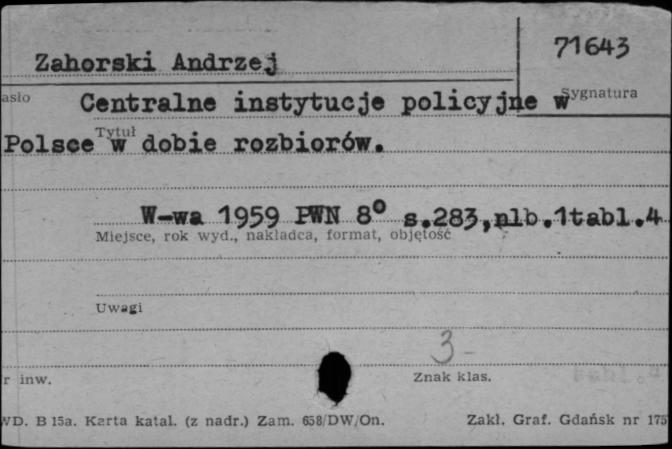 71643
Zahorski Andrzej
asło
Centralne instytucje policyjne w
Sygnatura
Tytuł
Polsce w dobie rozbiorów.
W-wa 1959 PWN 8° s.283,nlb.1tabl.4
Miejsce, rok wyd., nakładca, format, objętość
Uwagi
3-
r inw.
Znak klas.
WD. B 15a. Karta katal. (z nadr.) Zam. 658/DW/On.
Zakł. Graf. Gdańsk nr 175